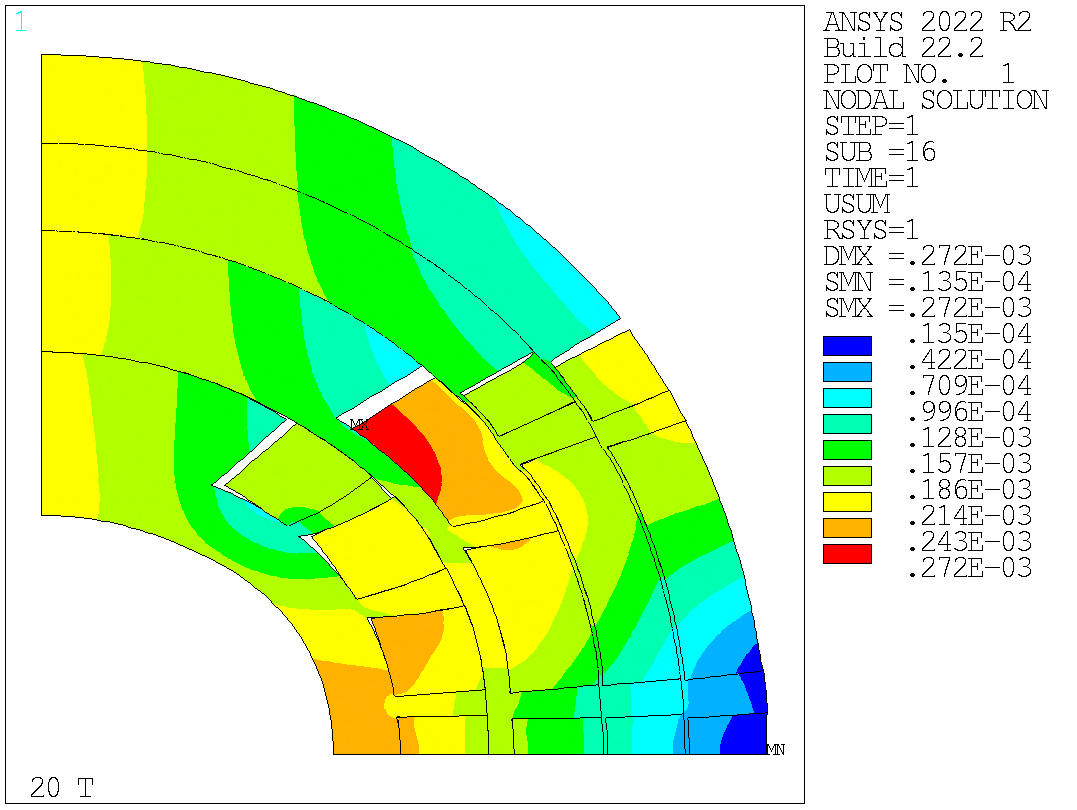 1
ANSYS 2022 R2
Build 22.2
PLOT NO.   1
NODAL SOLUTION
STEP=1
SUB =16
TIME=1
USUM
RSYS=1
DMX =.272E-03
SMN =.135E-04
SMX =.272E-03
.135E-04
.422E-04
.709E-04
.996E-04
.128E-03
.157E-03
.186E-03
.214E-03
.243E-03
.272E-03
MX
MN
20 T